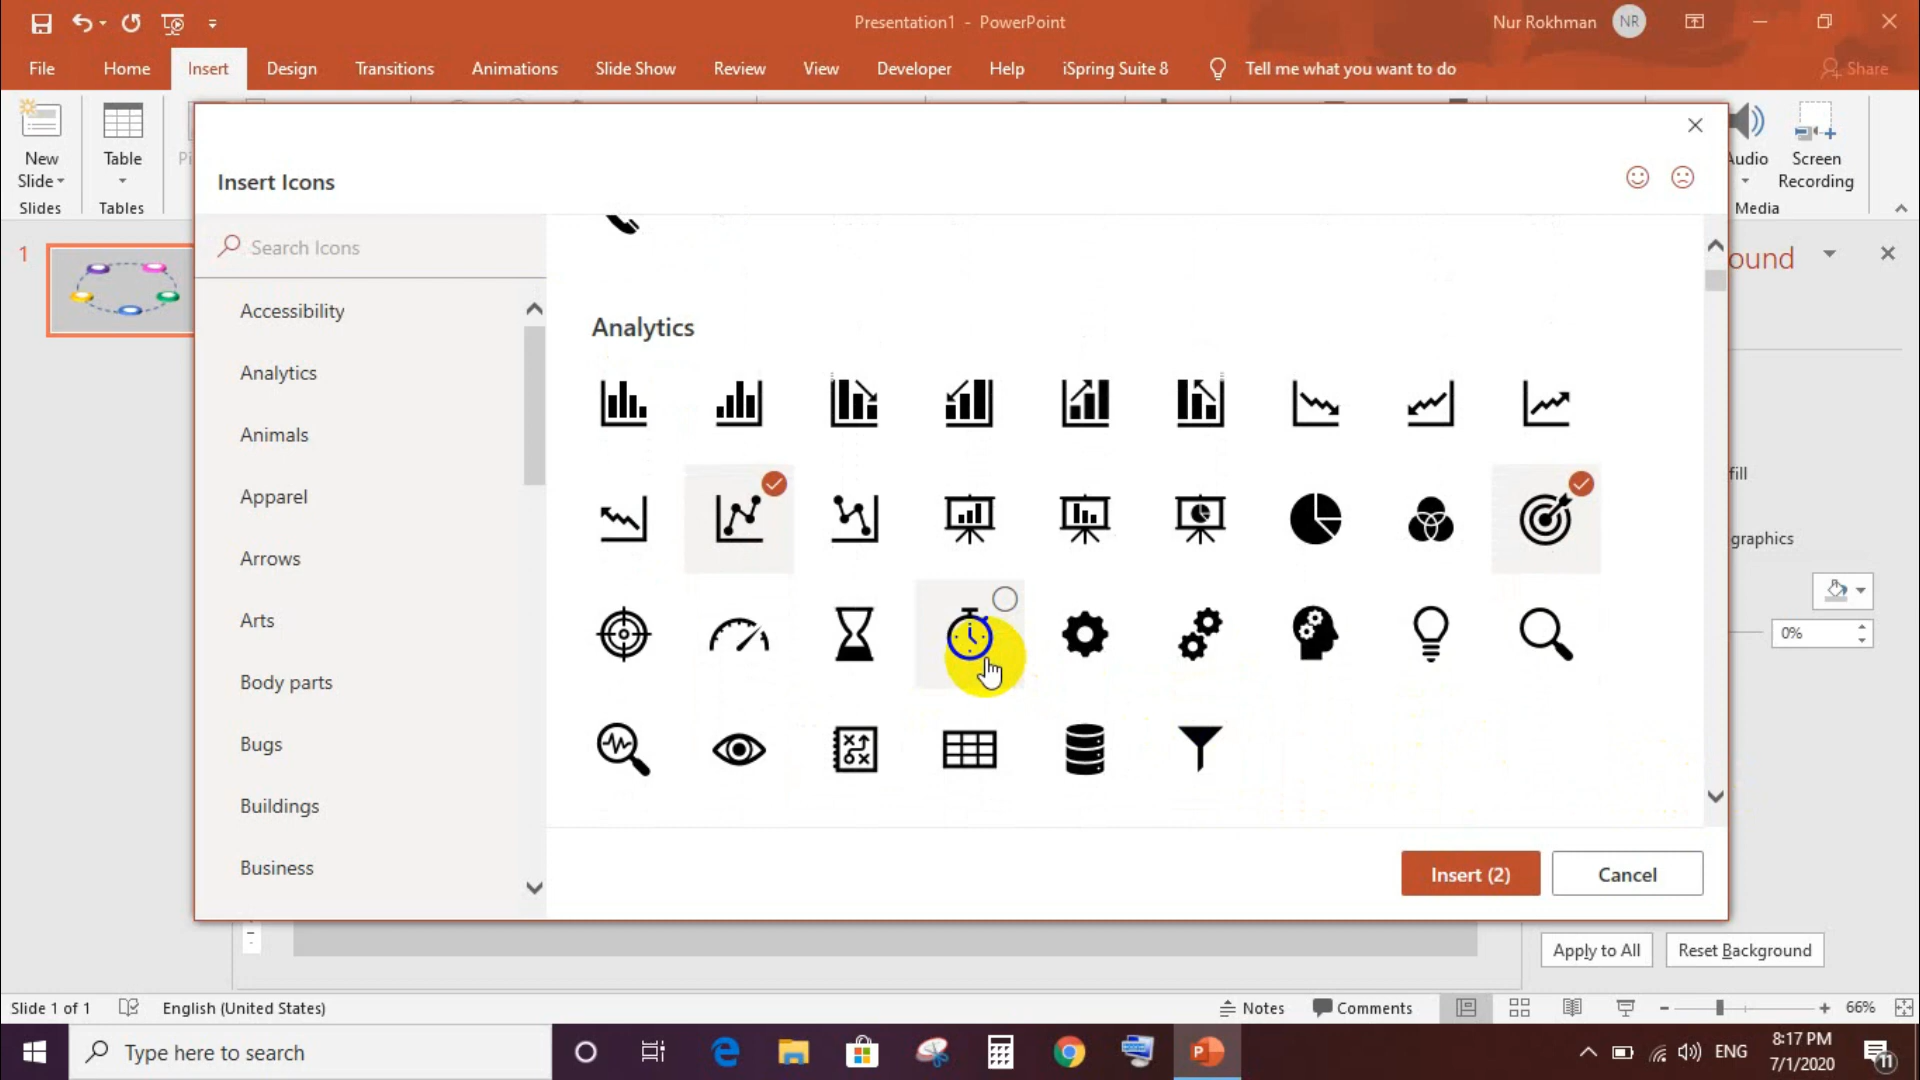 Presentation1 - PowerPoint
Nur Rokhman
NR
File
Home
Insert
Design
Transitions
Animations
Slide Show
Review
View
Developer
Help
iSpring Suite 8
Tell me what you want to do
Share
New
Slide
Slides
Table
Tables
Audio
Screen
Recording
Media
Insert Icons
Search Icons
Accessibility
Analytics
Animals
Apparel
Arrows
Arts
Body parts
Bugs
Buildings
Business
Analytics
Insert (2)
Cancel
1
ound
fill
graphics
0%
Apply to All
Reset Background
Slide 1 of 1
English (United States)
Notes
Comments
66%
Type here to search
ENG
8:17 PM
7/1/2020
11